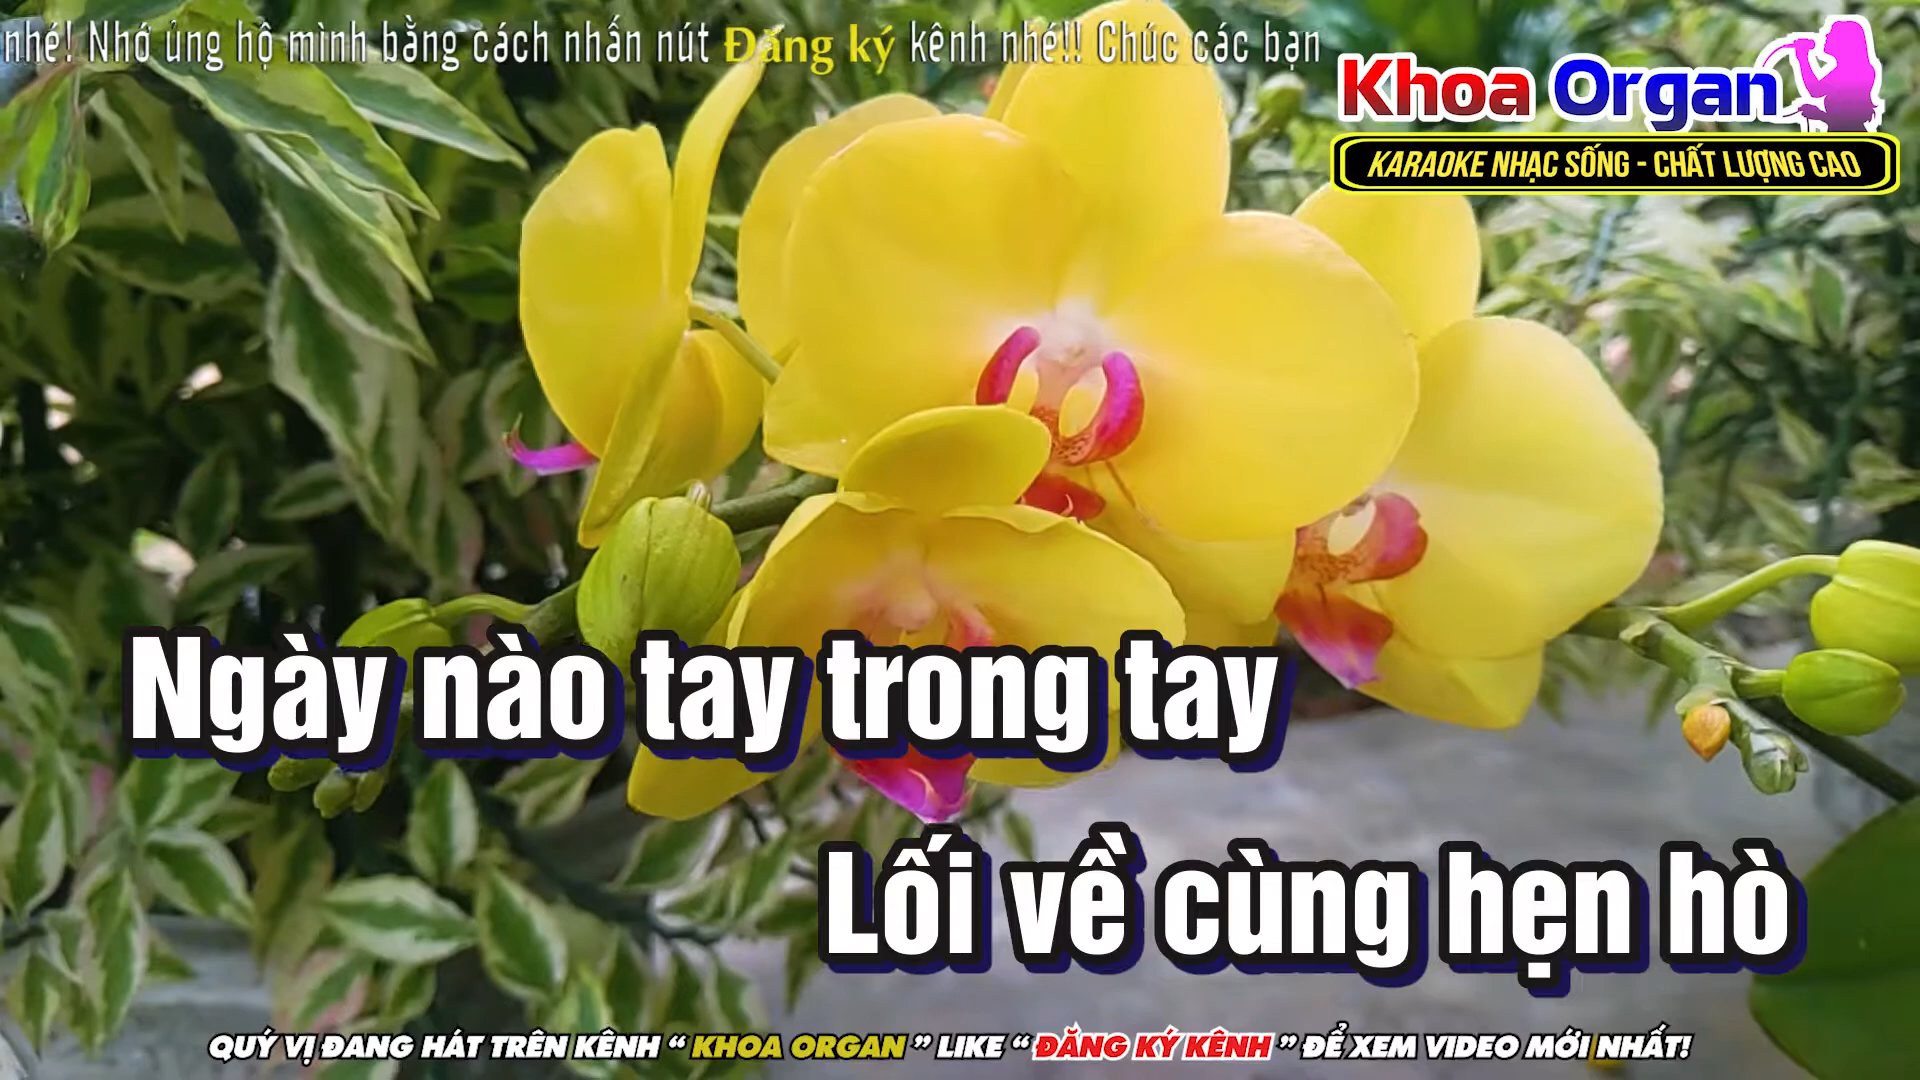 nhé! Nhớ ủng hộ mình bằng cách nhấn nút Đăng ký kênh nhé!! Chúc các bạn
Khoa Organ
KARAOKE NHẠC SỐNG - CHẤT LƯỢNG CAO
Ngày nào tay trong tay
Lối về cùng hẹn hò
QUÝ VỊ ĐANG HÁT TRÊN KÊNH “ KHOA ORGAN ” LIKE “ ĐĂNG KÝ KÊNH ” ĐỂ XEM VIDEO MỚI NHẤT!